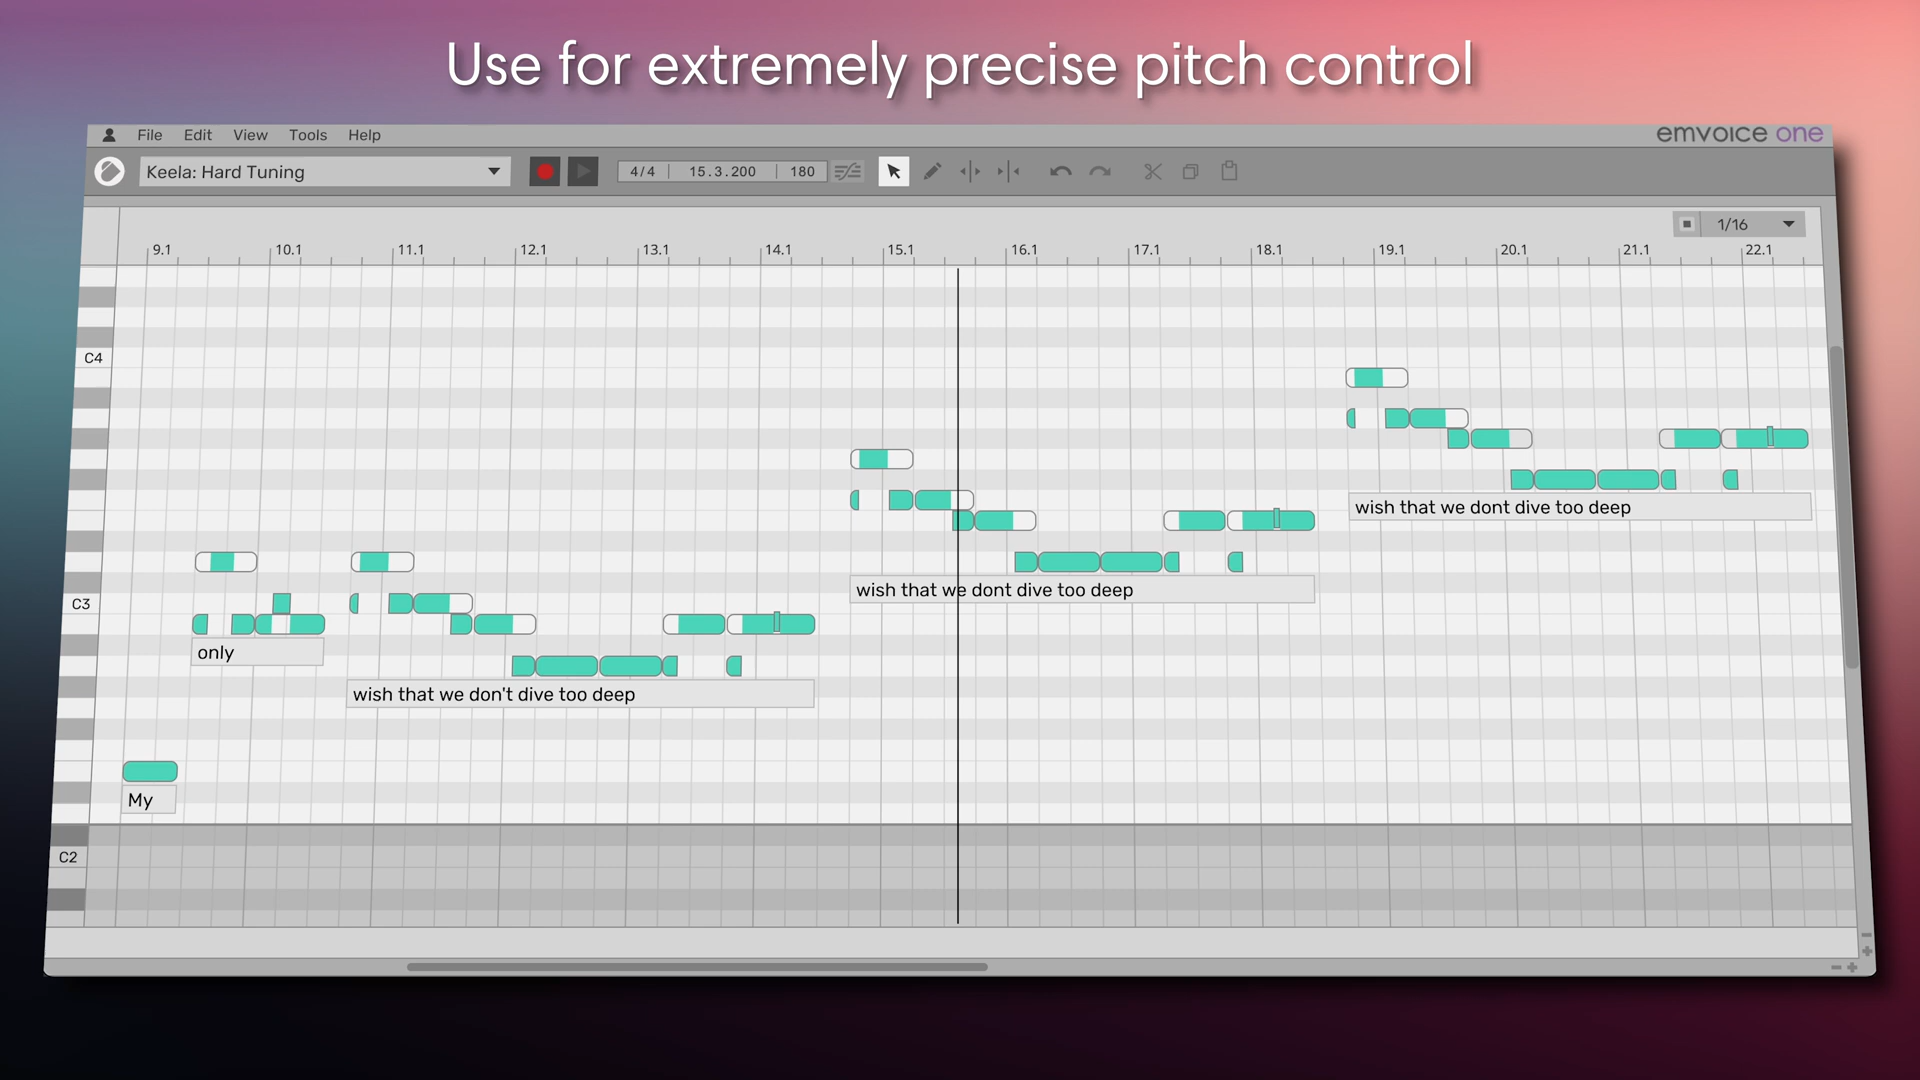 Use for extremely precise pitch control
File Edit View Tools Help
emvoice one
Keela: Hard Tuning
4/4 15.3.200 180
1/16
9.1 10.1 11.1 12.1 13.1 14.1 15.1 16.1 17.1 18.1 19.1 20.1 21.1 22.1
C4
wish that we dont dive too deep
wish that we dont dive too deep
C3
only
wish that we don't dive too deep
My
C2